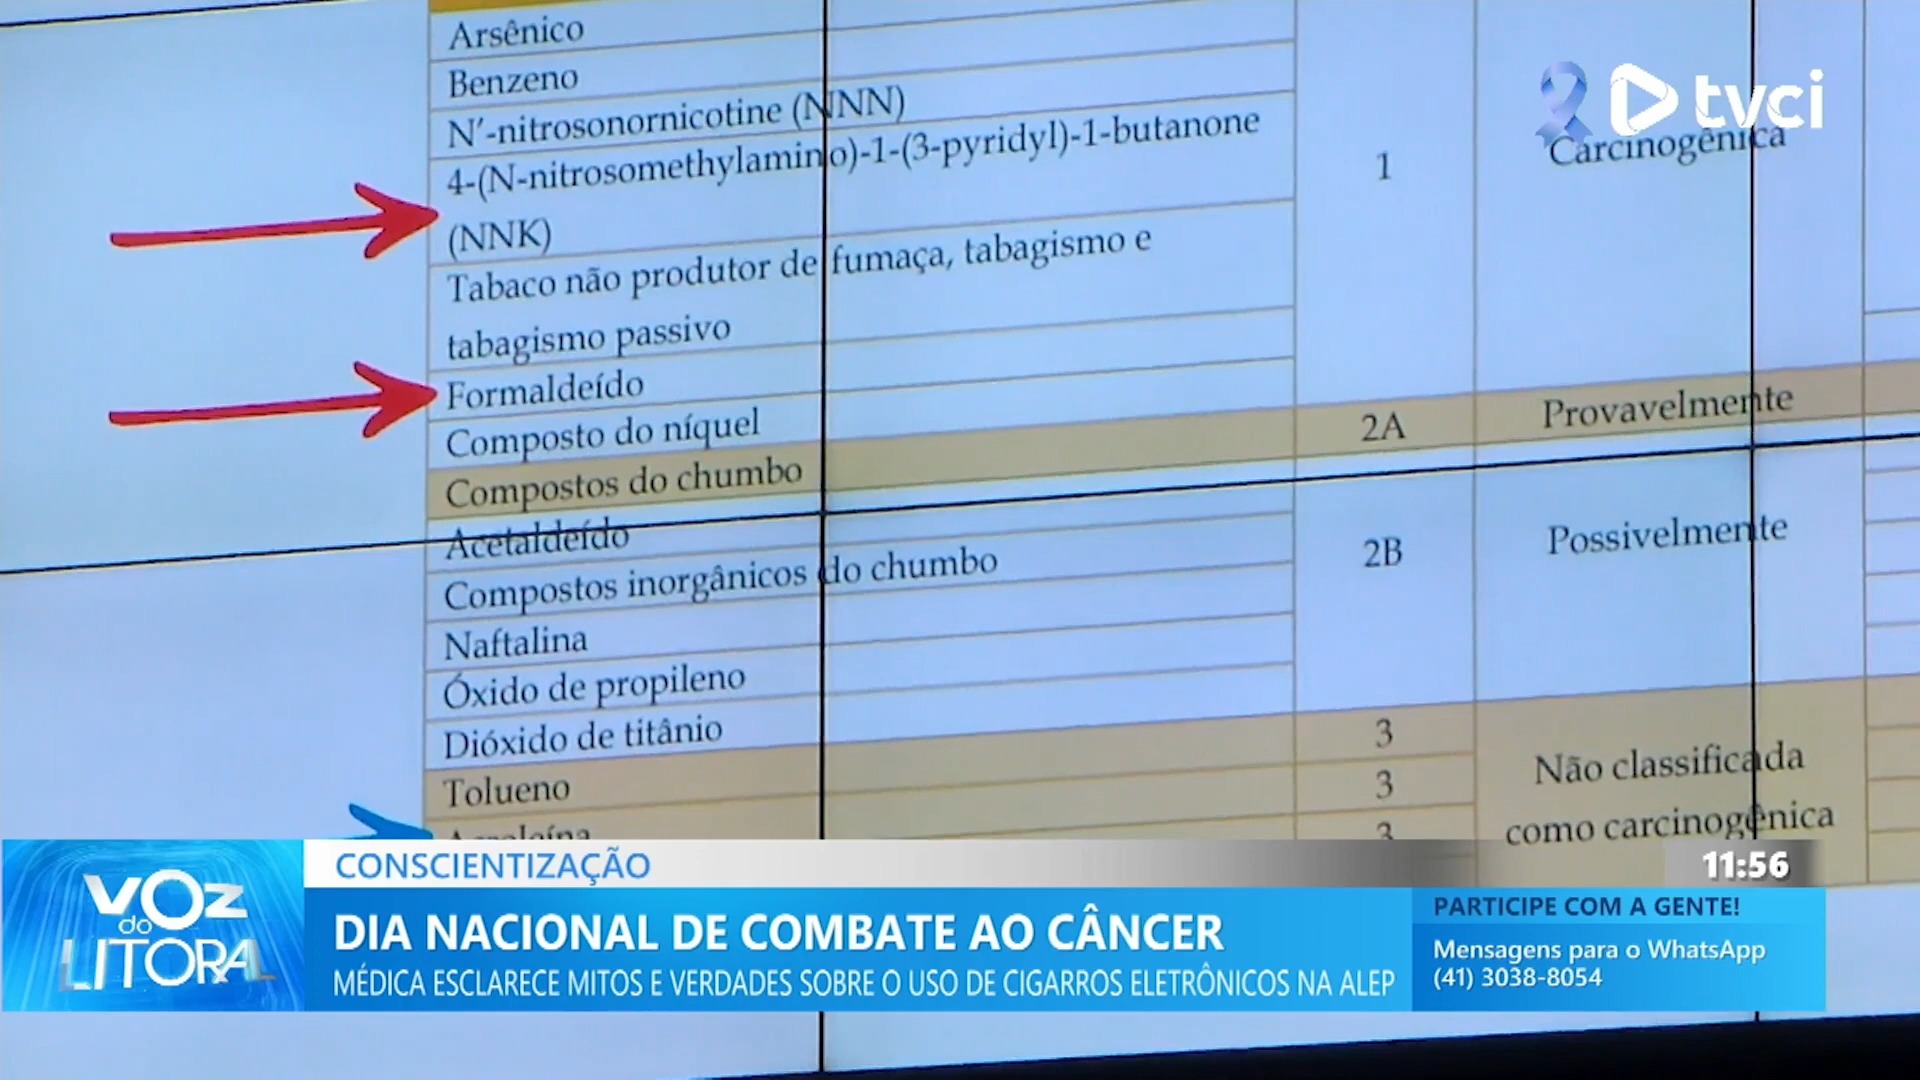 Arsênico
Benzeno
N'-nitrosonornicotine (NNN)
4-(N-nitrosomethylamino)-1-(3-pyridyl)-1-butanone
(NNK)
1
Carcinogênica
Tabaco não produtor de fumaça, tabagismo e
tabagismo passivo
Formaldeído
Composto do níquel
Compostos do chumbo
2A
Provavelmente
Acetaldeído
Compostos inorgânicos do chumbo
2B
Possivelmente
Naftalina
Óxido de propileno
Dióxido de titânio
Tolueno
3
3
3
Não classificada
como carcinogênica
Acroleína
tvci
VOZ
do
LITORAL
CONSCIENTIZAÇÃO
11:56
DIA NACIONAL DE COMBATE AO CÂNCER
MÉDICA ESCLARECE MITOS E VERDADES SOBRE O USO DE CIGARROS ELETRÔNICOS NA ALEP
PARTICIPE COM A GENTE!
Mensagens para o WhatsApp
(41) 3038-8054